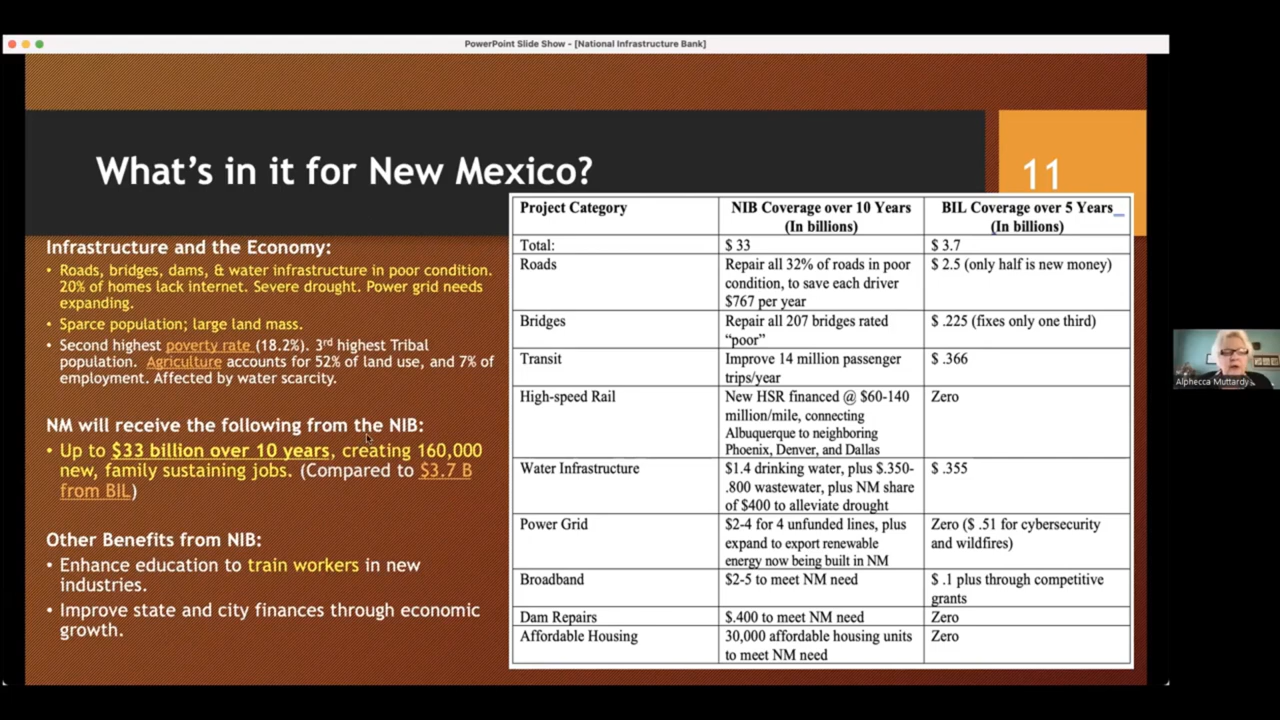 PowerPoint Slide Show - [National Infrastructure Bank]
What's in it for New Mexico?
11
Infrastructure and the Economy:
• Roads, bridges, dams, & water infrastructure in poor condition.
20% of homes lack internet. Severe drought. Power grid needs
expanding.
• Sparce population; large land mass.
• Second highest poverty rate (18.2%). 3rd highest Tribal
population. Agriculture accounts for 52% of land use, and 7% of
employment. Affected by water scarcity.
NM will receive the following from the NIB:
• Up to $33 billion over 10 years, creating 160,000
new, family sustaining jobs. (Compared to $3.7 B
from BIL)
Other Benefits from NIB:
• Enhance education to train workers in new
industries.
• Improve state and city finances through economic
growth.
Project Category NIB Coverage over 10 Years BIL Coverage over 5 Years
(In billions) (In billions)
Total: $ 33 $ 3.7
Roads Repair all 32% of roads in poor $ 2.5 (only half is new money)
condition, to save each driver
$767 per year
Bridges Repair all 207 bridges rated $ .225 (fixes only one third)
“poor”
Transit Improve 14 million passenger $ .366
trips/year
High-speed Rail New HSR financed @ $60-140 Zero
million/mile, connecting
Albuquerque to neighboring
Phoenix, Denver, and Dallas
Water Infrastructure $1.4 drinking water, plus $.350- $ .355
.800 wastewater, plus NM share
of $400 to alleviate drought
Power Grid $2-4 for 4 unfunded lines, plus Zero ($ .51 for cybersecurity
expand to export renewable and wildfires)
energy now being built in NM
Broadband $2-5 to meet NM need $ .1 plus through competitive
grants
Dam Repairs $.400 to meet NM need Zero
Affordable Housing 30,000 affordable housing units Zero
to meet NM need
Alphecca Muttardy